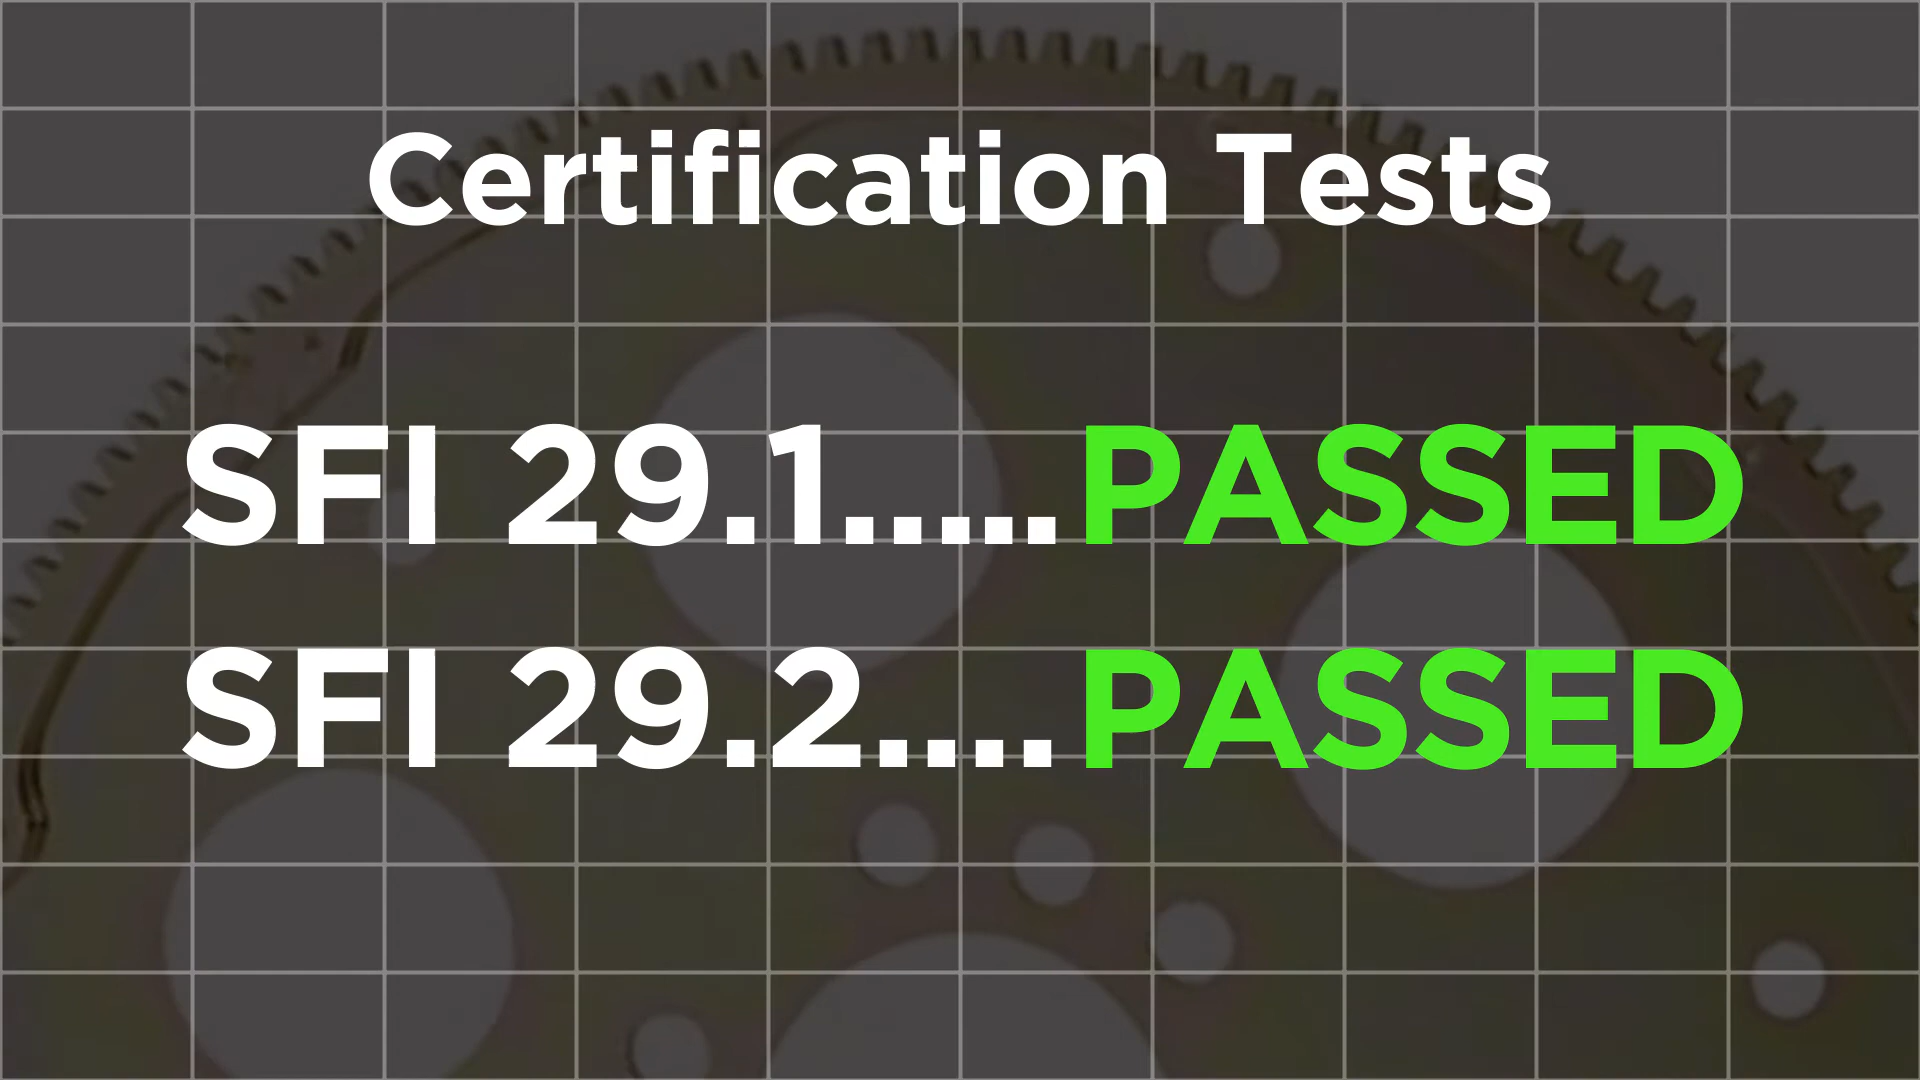 Certification Tests
SFI 29.1.....PASSED
SFI 29.2....PASSED